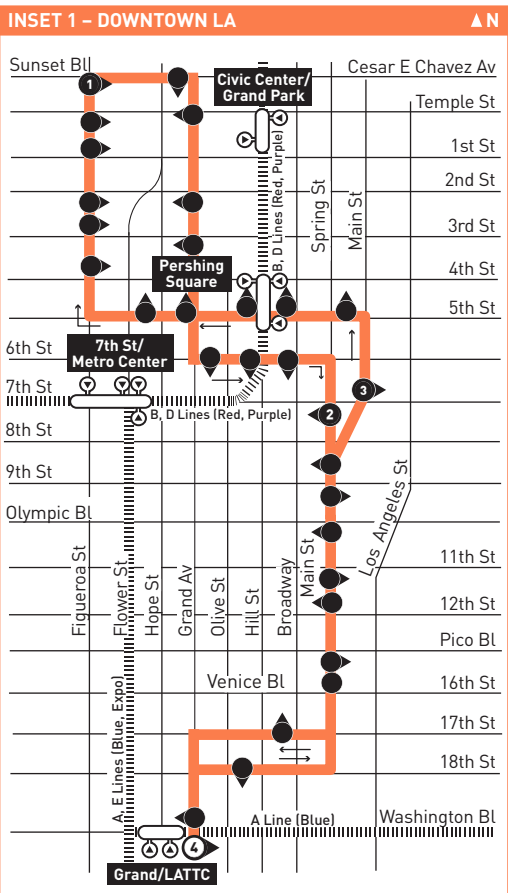 INSET 1 – DOWNTOWN LA
▲N
Sunset Bl
Cesar E Chavez Av
Civic Center/
Grand Park
Temple St
1
1st St
2nd St
3rd St
4th St
5th St
B, D Lines (Red, Purple)
Spring St
Main St
Pershing
Square
6th St
7th St/
Metro Center
7th St
B, D Lines (Red, Purple)
2
3
8th St
9th St
Olympic Bl
Los Angeles St
11th St
12th St
Figueroa St
Flower St
Hope St
Grand Av
Olive St
Hill St
Broadway
Main St
Pico Bl
Venice Bl
16th St
17th St
18th St
A, E Lines (Blue, Expo)
A Line (Blue)
Washington Bl
4
Grand/LATTC